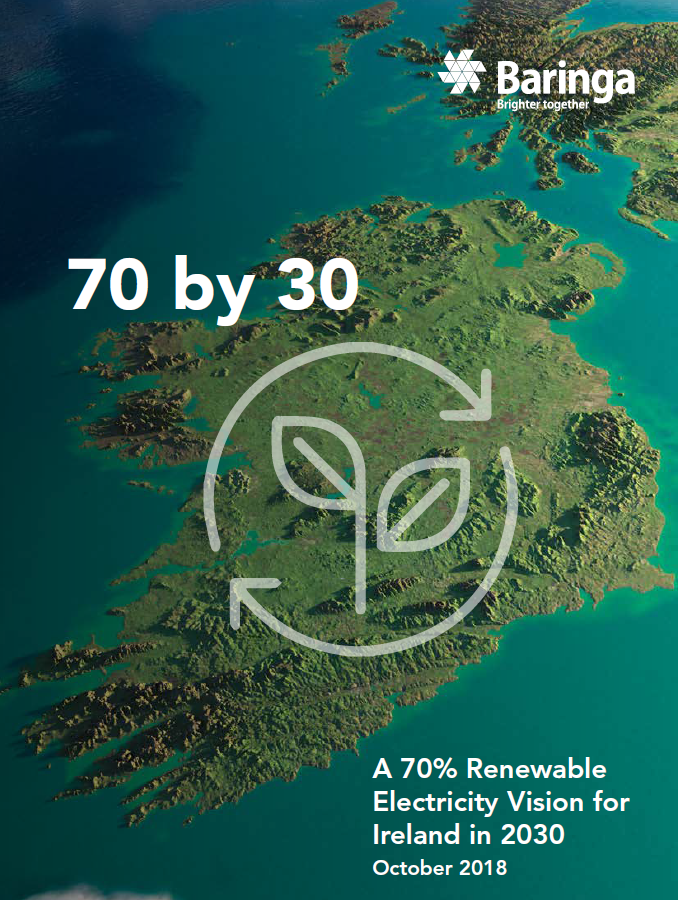 Baringa
Brighter together
70 by 30
A 70% Renewable
Electricity Vision for
Ireland in 2030
October 2018